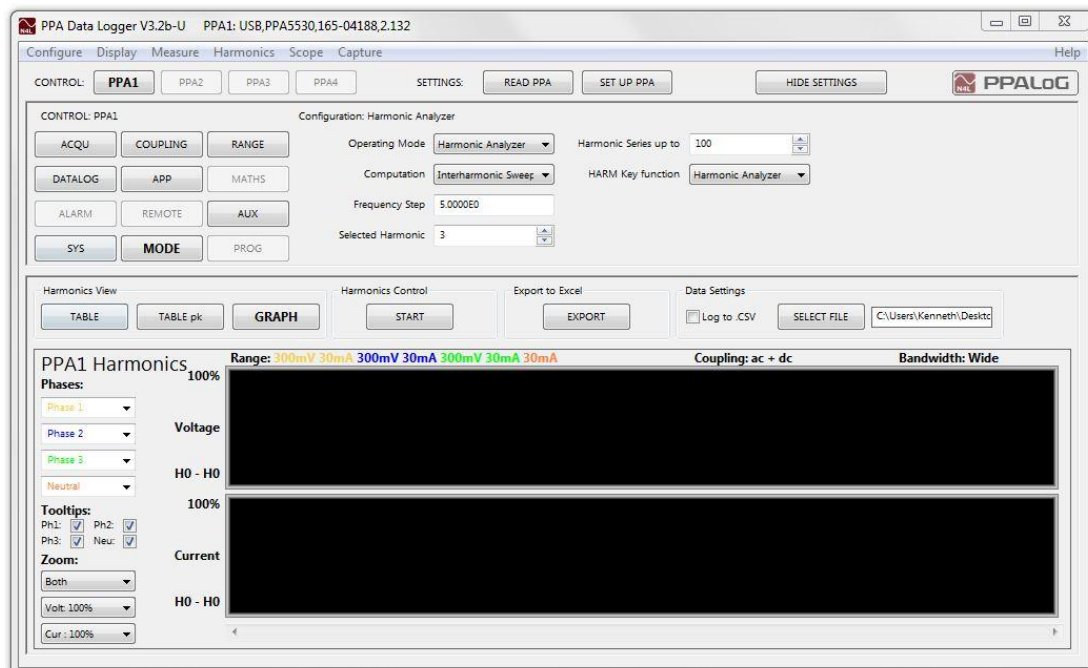 PPA Data Logger V3.2b-U PPA1: USB,PPA5530,165-04188,2.132
Configure Display Measure Harmonics Scope Capture Help
CONTROL: PPA1 PPA2 PPA3 PPA4 SETTINGS: READ PPA SET UP PPA HIDE SETTINGS N4L PPALoG
CONTROL: PPA1 Configuration: Harmonic Analyzer
ACQU COUPLING RANGE Operating Mode Harmonic Analyzer Harmonic Series up to 100
DATALOG APP MATHS Computation Interharmonic Sweep HARM Key function Harmonic Analyzer
ALARM REMOTE AUX Frequency Step 5.0000E0
SYS MODE PROG Selected Harmonic 3
Harmonics View Harmonics Control Export to Excel Data Settings
TABLE TABLE pk GRAPH START EXPORT Log to .CSV SELECT FILE C:\Users\Kenneth\Deskto
PPA1 Harmonics Range: 300mV 30mA 300mV 30mA 300mV 30mA 30mA Coupling: ac + dc Bandwidth: Wide
Phases: 100%
Phase 1
Phase 2 Voltage
Phase 3
H0 - H0
Neutral
Tooltips: 100%
Ph1: Ph2:
Ph3: Neu:
Zoom: Current
Both
Volt: 100% H0 - H0
Cur : 100%